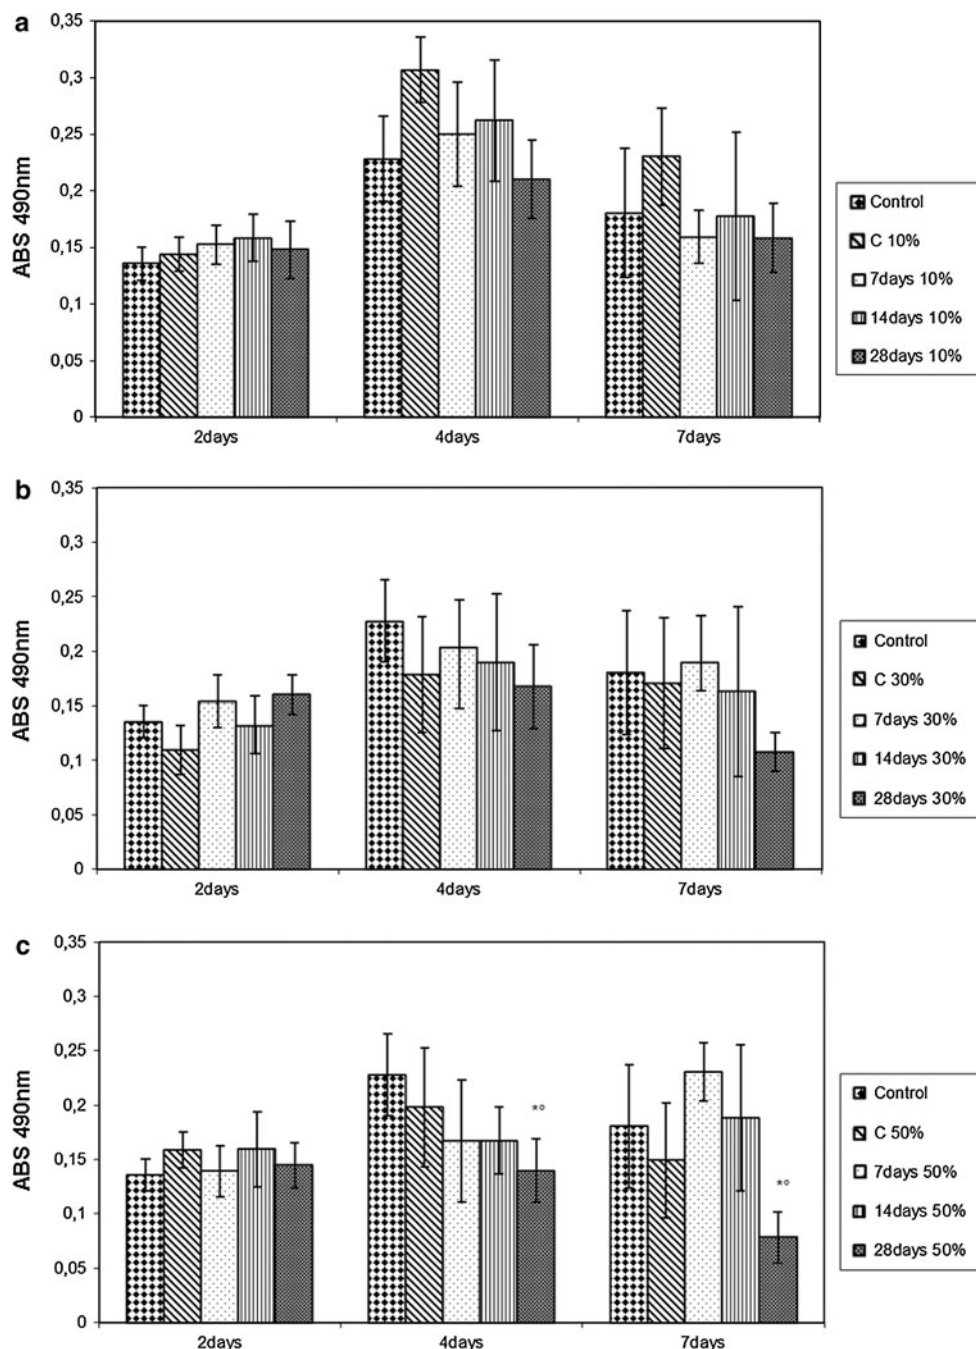 a
ABS 490nm
0,35
0,3
0,25
0,2
0,15
0,1
0,05
0
2days
4days
7days
Control
C 10%
7days 10%
14days 10%
28days 10%
b
ABS 490nm
0,35
0,3
0,25
0,2
0,15
0,1
0,05
0
2days
4days
7days
Control
C 30%
7days 30%
14days 30%
28days 30%
c
ABS 490nm
0,35
0,3
0,25
0,2
0,15
0,1
0,05
0
*°
*°
2days
4days
7days
Control
C 50%
7days 50%
14days 50%
28days 50%